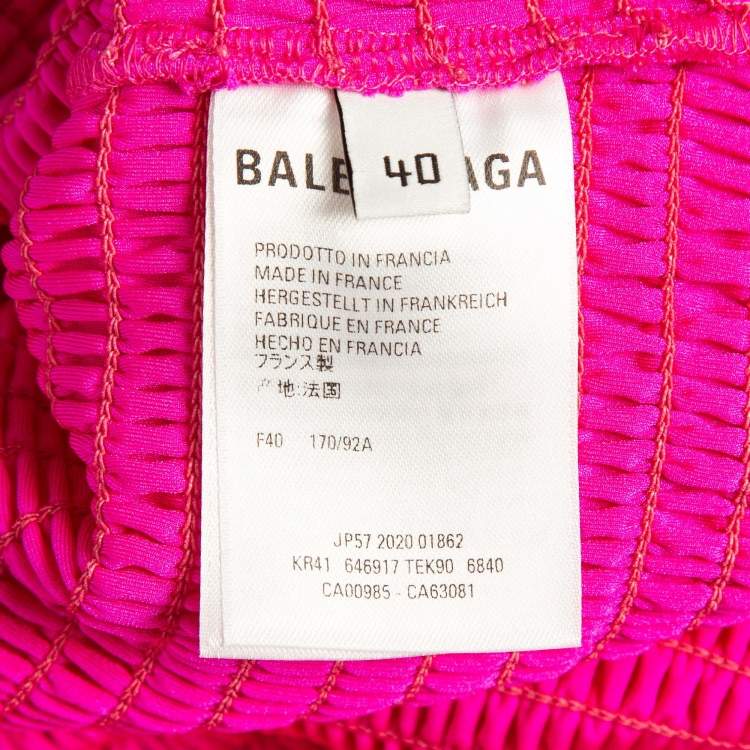 BALE AGA
40
PRODOTTO IN FRANCIA
MADE IN FRANCE
HERGESTELLT IN FRANKREICH
FABRIQUE EN FRANCE
HECHO EN FRANCIA
フランス製
产地:法国
F40 170/92A
JP57 2020 01862
KR41 646917 TEK90 6840
CA00985 - CA63081